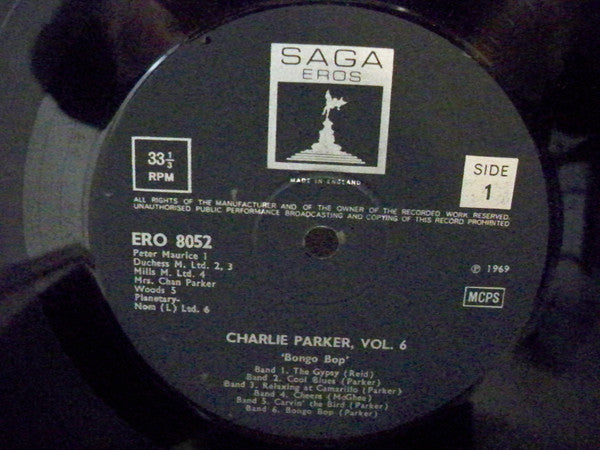 SAGA
EROS
33 1/3
RPM
SIDE
1
MADE IN ENGLAND
ALL RIGHTS OF THE MANUFACTURER AND OF THE OWNER OF THE RECORDED WORK RESERVED.
UNAUTHORISED PUBLIC PERFORMANCE BROADCASTING AND COPYING OF THIS RECORD PROHIBITED
ERO 8052
Peter Maurice 1
Duchess M. Ltd. 2, 3
Mills M. Ltd. 4
Mrs. Chan Parker
Woods 5
Planetary-
Nom (L) Ltd. 6
℗ 1969
MCPS
CHARLIE PARKER, VOL. 6
'Bongo Bop'
Band 1. The Gypsy (Reid)
Band 2. Cool Blues (Parker)
Band 3. Relaxing at Camarillo (Parker)
Band 4. Cheers (McGhee)
Band 5. Carvin' the Bird (Parker)
Band 6. Bongo Bop (Parker)